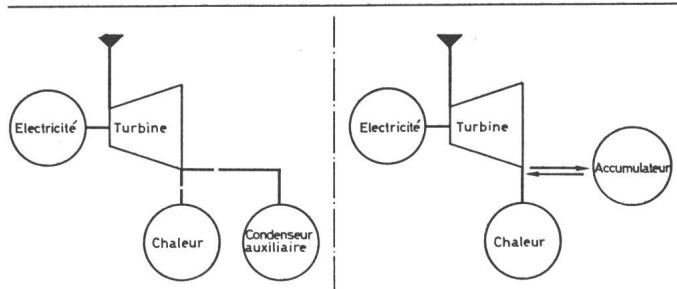 Electricité
Turbine
Chaleur
Condenseur
auxiliaire
Electricité
Turbine
Accumulateur
Chaleur